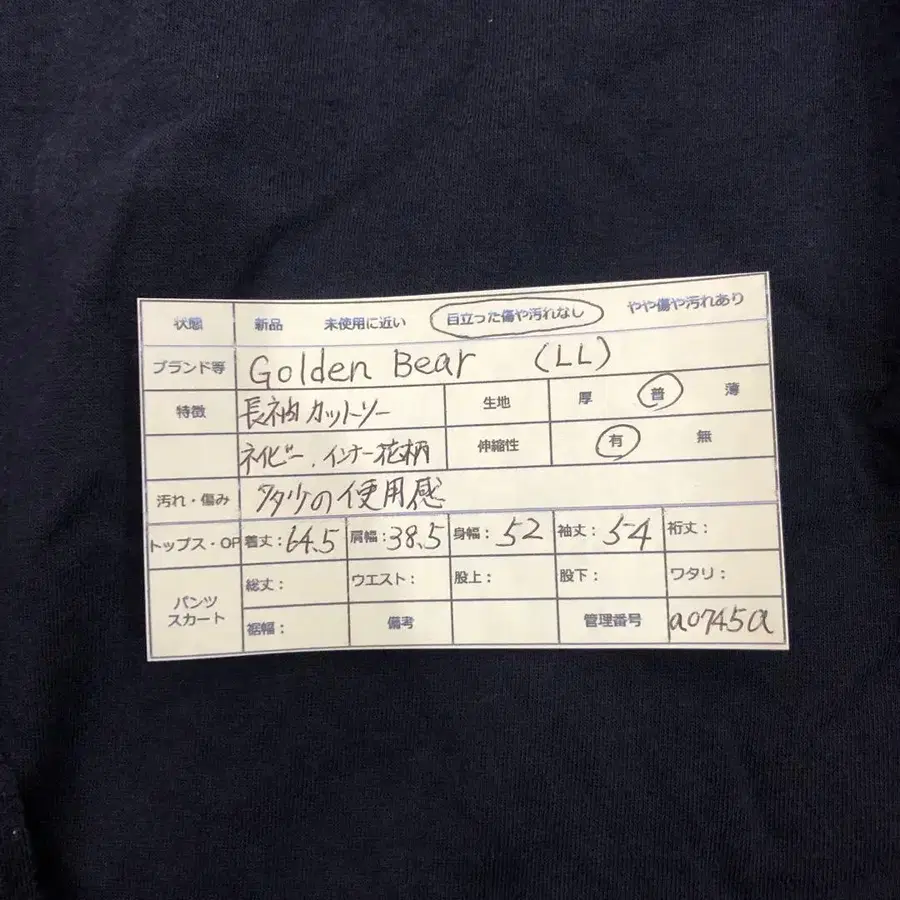 状態 新品 未使用に近い 目立った傷や汚れなし やや傷や汚れあり
ブランド等 Golden Bear (LL)
特徴 長袖カットソー 生地 厚 普 薄
ネイビー、インナー花柄 伸縮性 有 無
汚れ・傷み 多少の使用感
トップス・OP 着丈：64.5 肩幅：38.5 身幅：52 袖丈：54 裄丈：
パンツ スカート 総丈： ウエスト： 股上： 股下： ワタリ：
裾幅： 備考 管理番号 a0745a